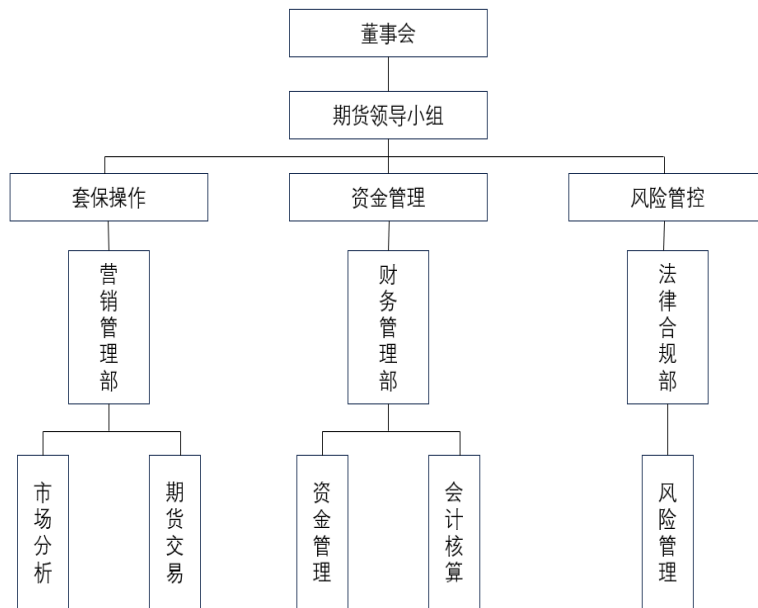 董事会
期货领导小组
套保操作
资金管理
风险管控
营销管理部
财务管理部
法律合规部
市场分析
期货交易
资金管理
会计核算
风险管理